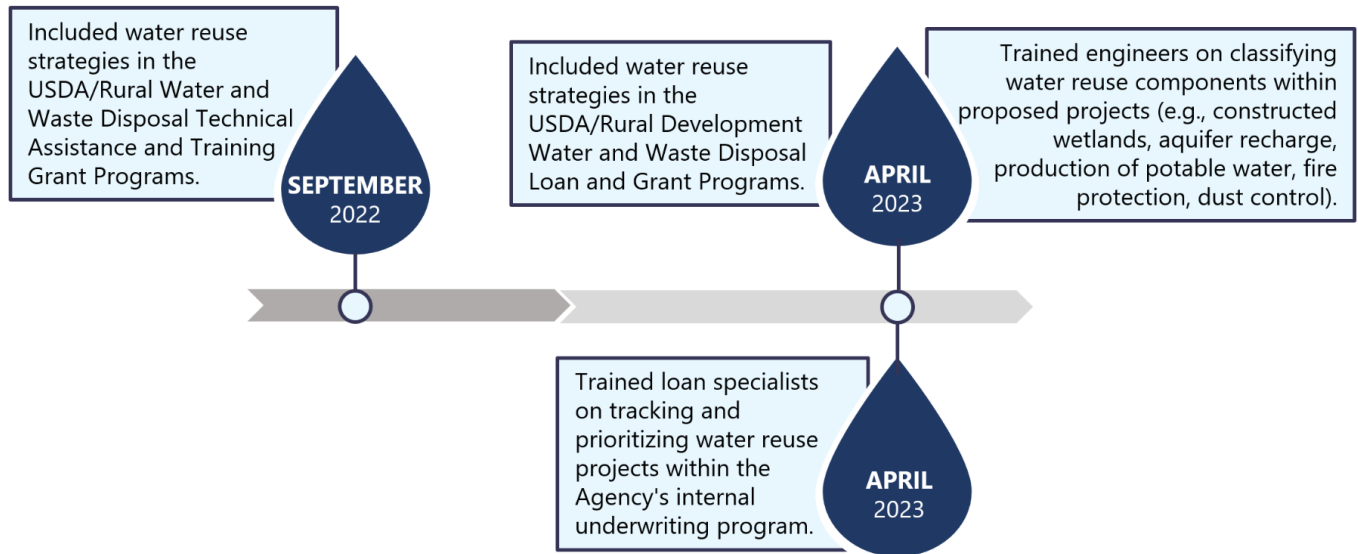 Included water reuse
strategies in the
USDA/Rural Water and
Waste Disposal Technical
Assistance and Training
Grant Programs.
SEPTEMBER
2022
Included water reuse
strategies in the
USDA/Rural Development
Water and Waste Disposal
Loan and Grant Programs.
APRIL
2023
Trained engineers on classifying
water reuse components within
proposed projects (e.g., constructed
wetlands, aquifer recharge,
production of potable water, fire
protection, dust control).
Trained loan specialists
on tracking and
prioritizing water reuse
projects within the
Agency's internal
underwriting program.
APRIL
2023